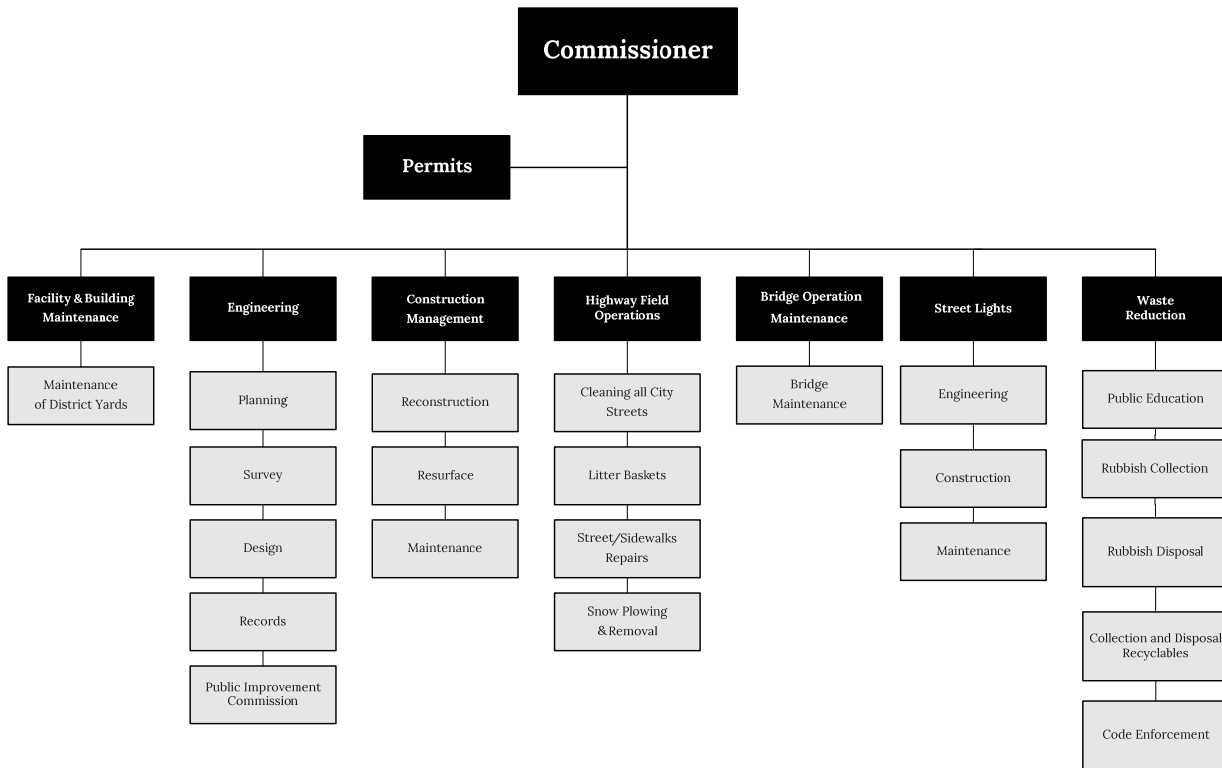 Commissioner
Permits
Facility & Building
Maintenance
Engineering
Construction
Management
Highway Field
Operations
Bridge Operation
Maintenance
Street Lights
Waste
Reduction
Maintenance
of District Yards
Planning
Survey
Design
Records
Public Improvement
Commission
Reconstruction
Resurface
Maintenance
Cleaning all City
Streets
Litter Baskets
Street/Sidewalks
Repairs
Snow Plowing
& Removal
Bridge
Maintenance
Engineering
Construction
Maintenance
Public Education
Rubbish Collection
Rubbish Disposal
Collection and Disposal
Recyclables
Code Enforcement